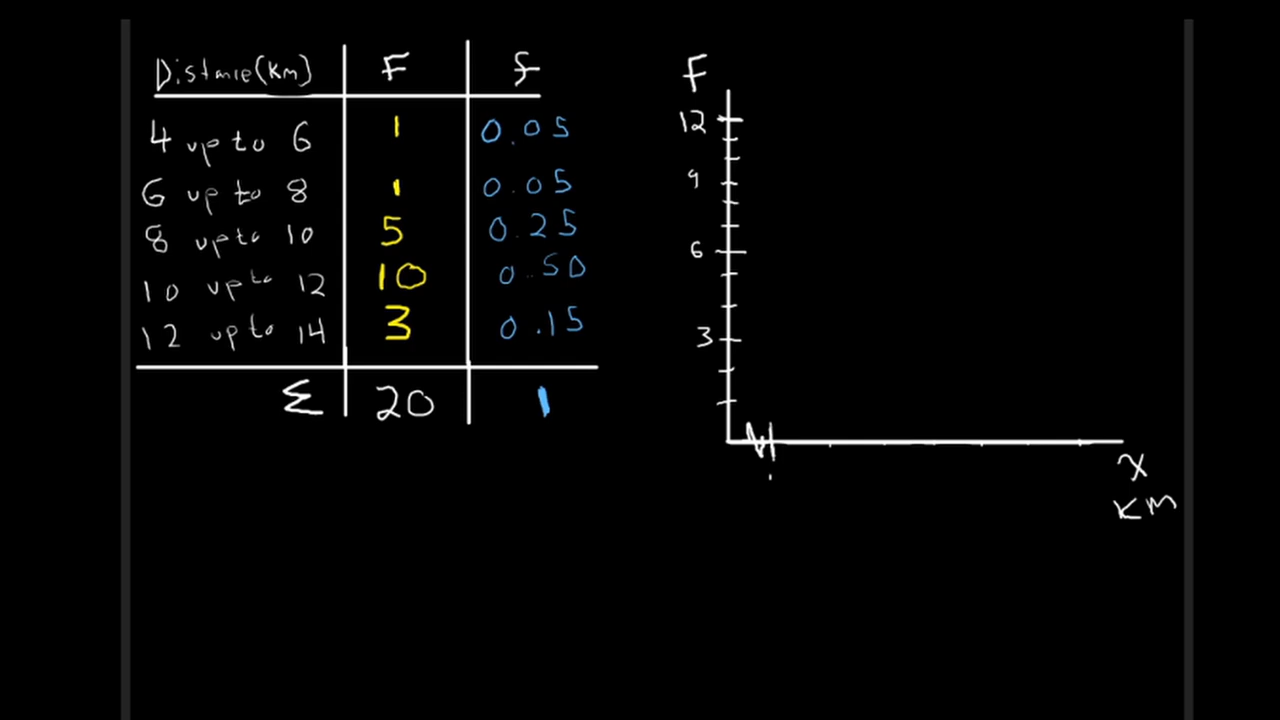 Distance(Km) F f
4 up to 6 1 0.05
6 up to 8 1 0.05
8 up to 10 5 0.25
10 up to 12 10 0.50
12 up to 14 3 0.15
Σ 20 1
F
12
9
6
3
x
Km